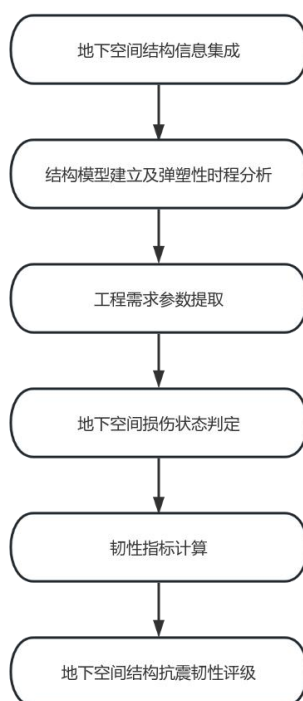 地下空间结构信息集成
结构模型建立及弹塑性时程分析
工程需求参数提取
地下空间损伤状态判定
韧性指标计算
地下空间结构抗震韧性评级